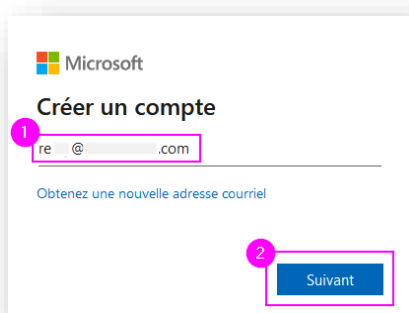 Microsoft
Créer un compte
1
re @ .com
Obtenez une nouvelle adresse courriel
2
Suivant